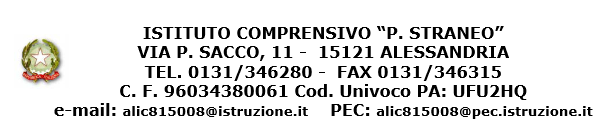 ISTITUTO COMPRENSIVO “P. STRANEO”
VIA P. SACCO, 11 - 15121 ALESSANDRIA
TEL. 0131/346280 - FAX 0131/346315
C. F. 96034380061 Cod. Univoco PA: UFU2HQ
e-mail: alic815008@istruzione.it PEC: alic815008@pec.istruzione.it